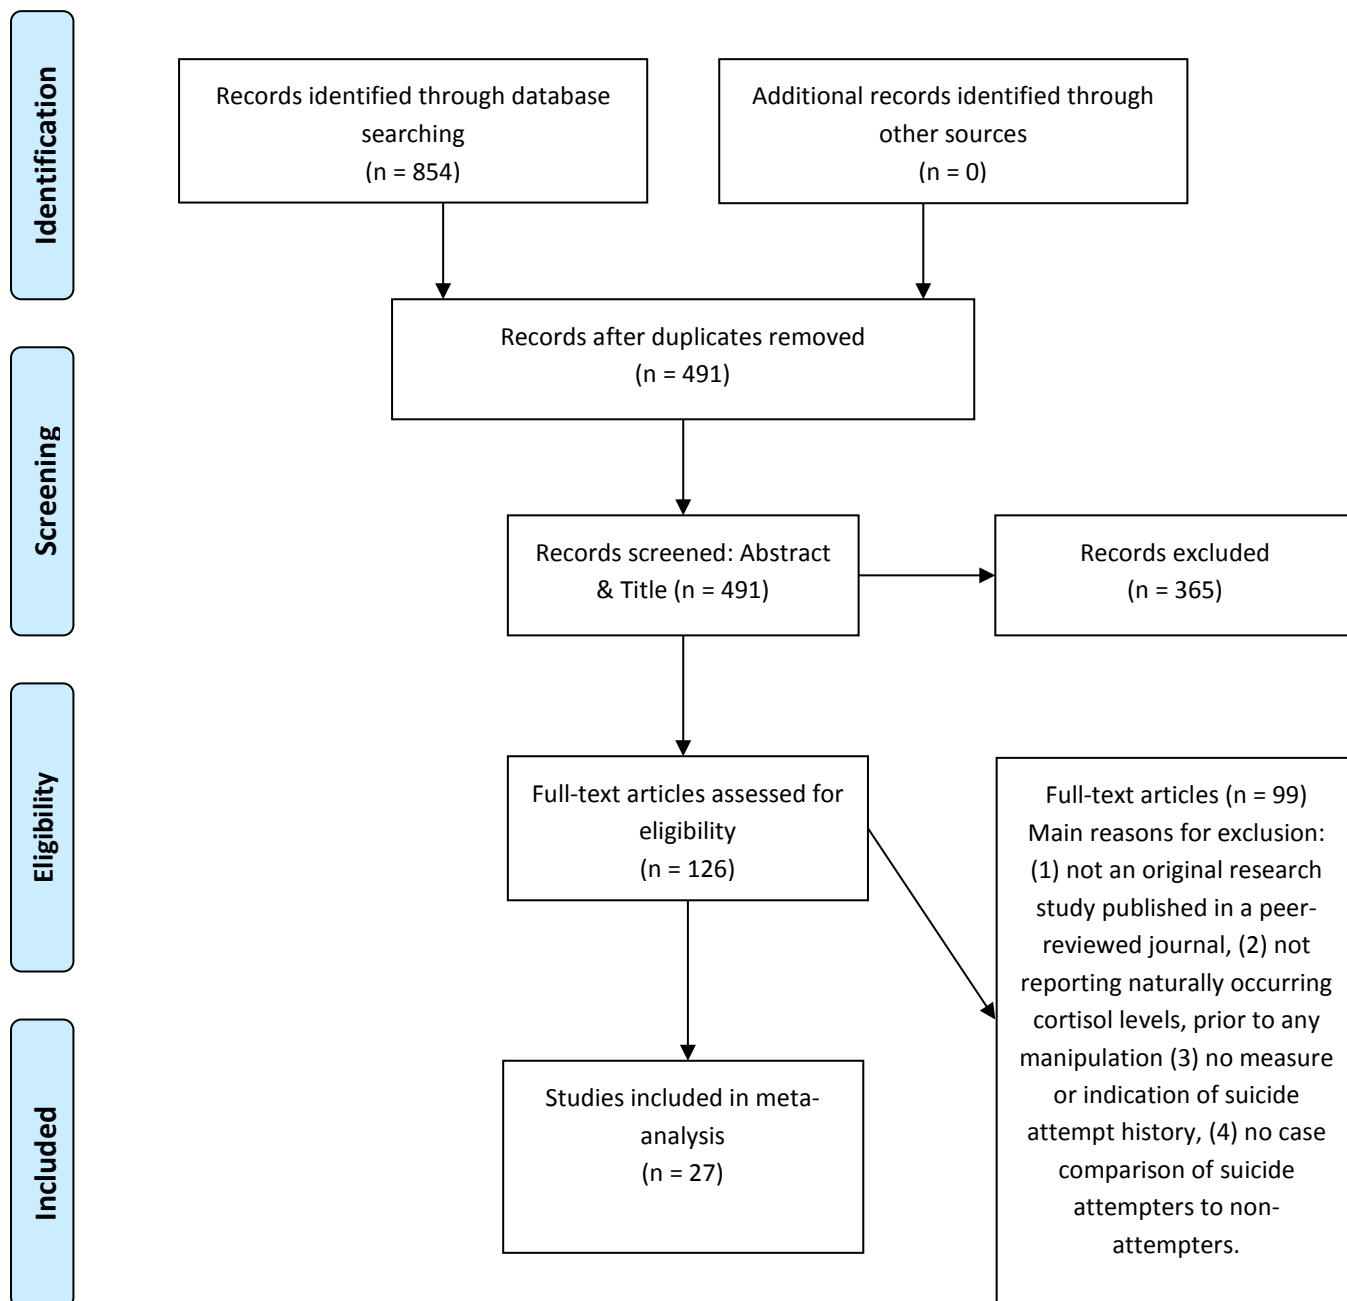 Identification
Records identified through database
searching
(n = 854)
Additional records identified through
other sources
(n = 0)
Records after duplicates removed
(n = 491)
Screening
Records screened: Abstract
& Title (n = 491)
Records excluded
(n = 365)
Eligibility
Full-text articles assessed for
eligibility
(n = 126)
Full-text articles (n = 99)
Main reasons for exclusion:
(1) not an original research
study published in a peer-
reviewed journal, (2) not
reporting naturally occurring
cortisol levels, prior to any
manipulation (3) no measure
or indication of suicide
attempt history, (4) no case
comparison of suicide
attempters to non-
attempters.
Included
Studies included in meta-
analysis
(n = 27)